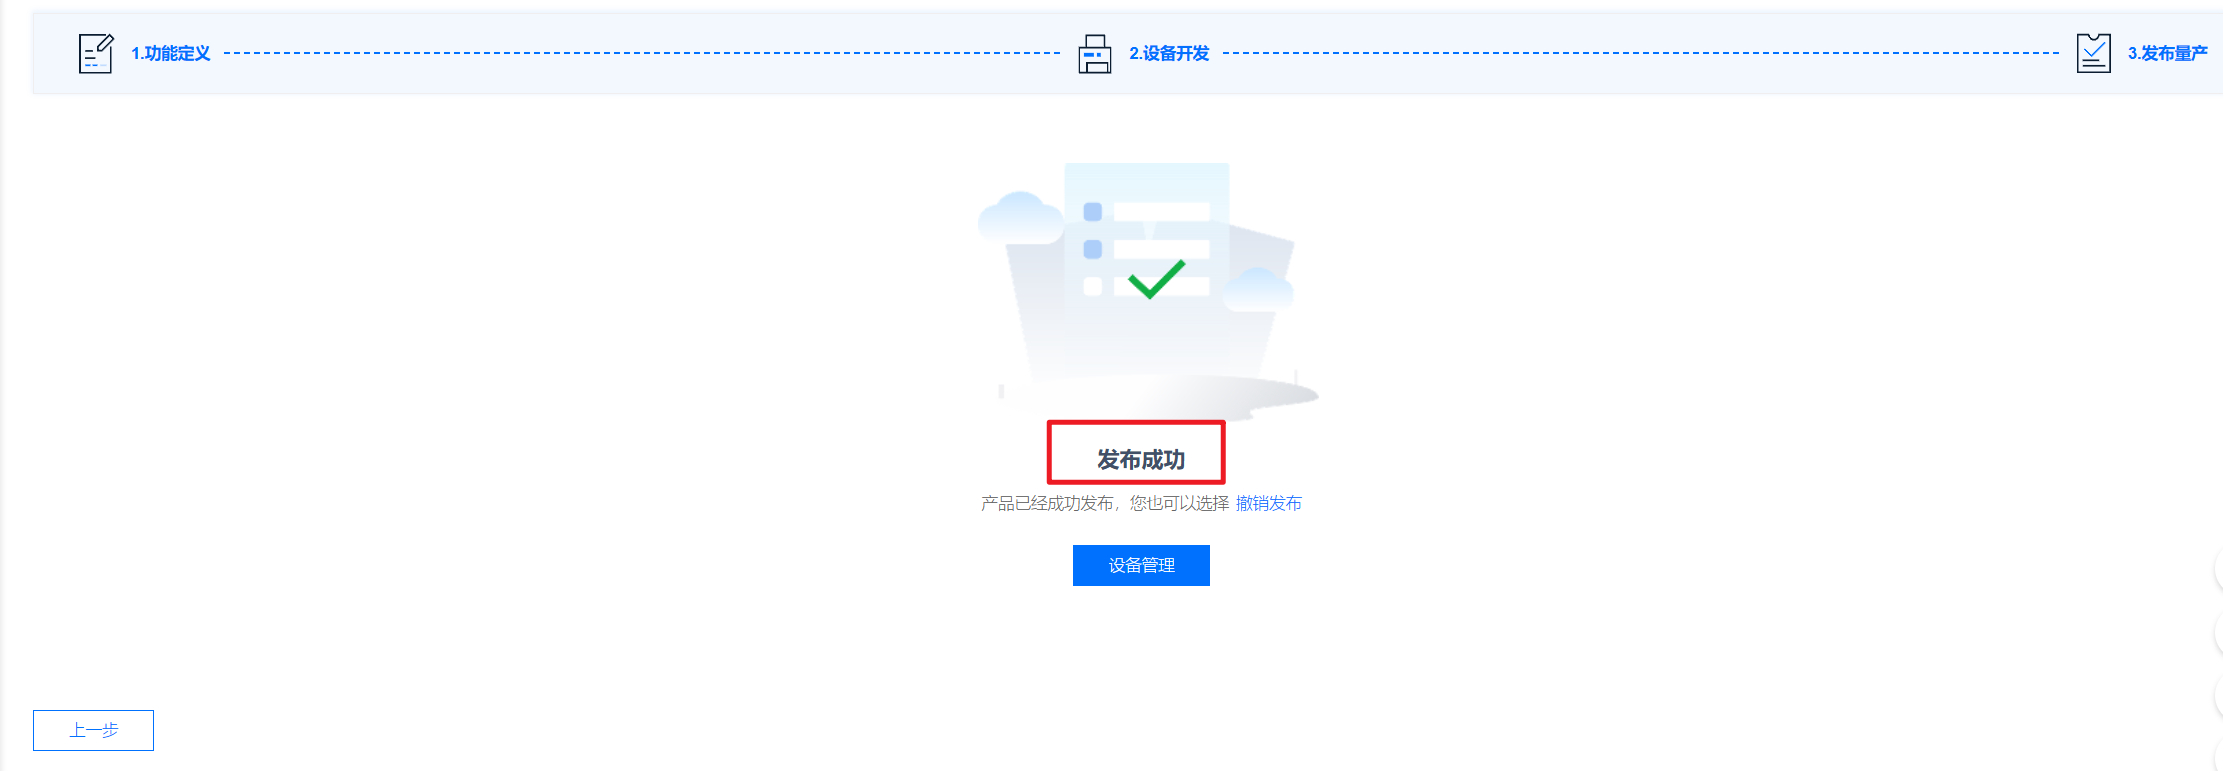 1.功能定义
2.设备开发
3.发布量产
发布成功
产品已经成功发布，您也可以选择 撤销发布
设备管理
上一步